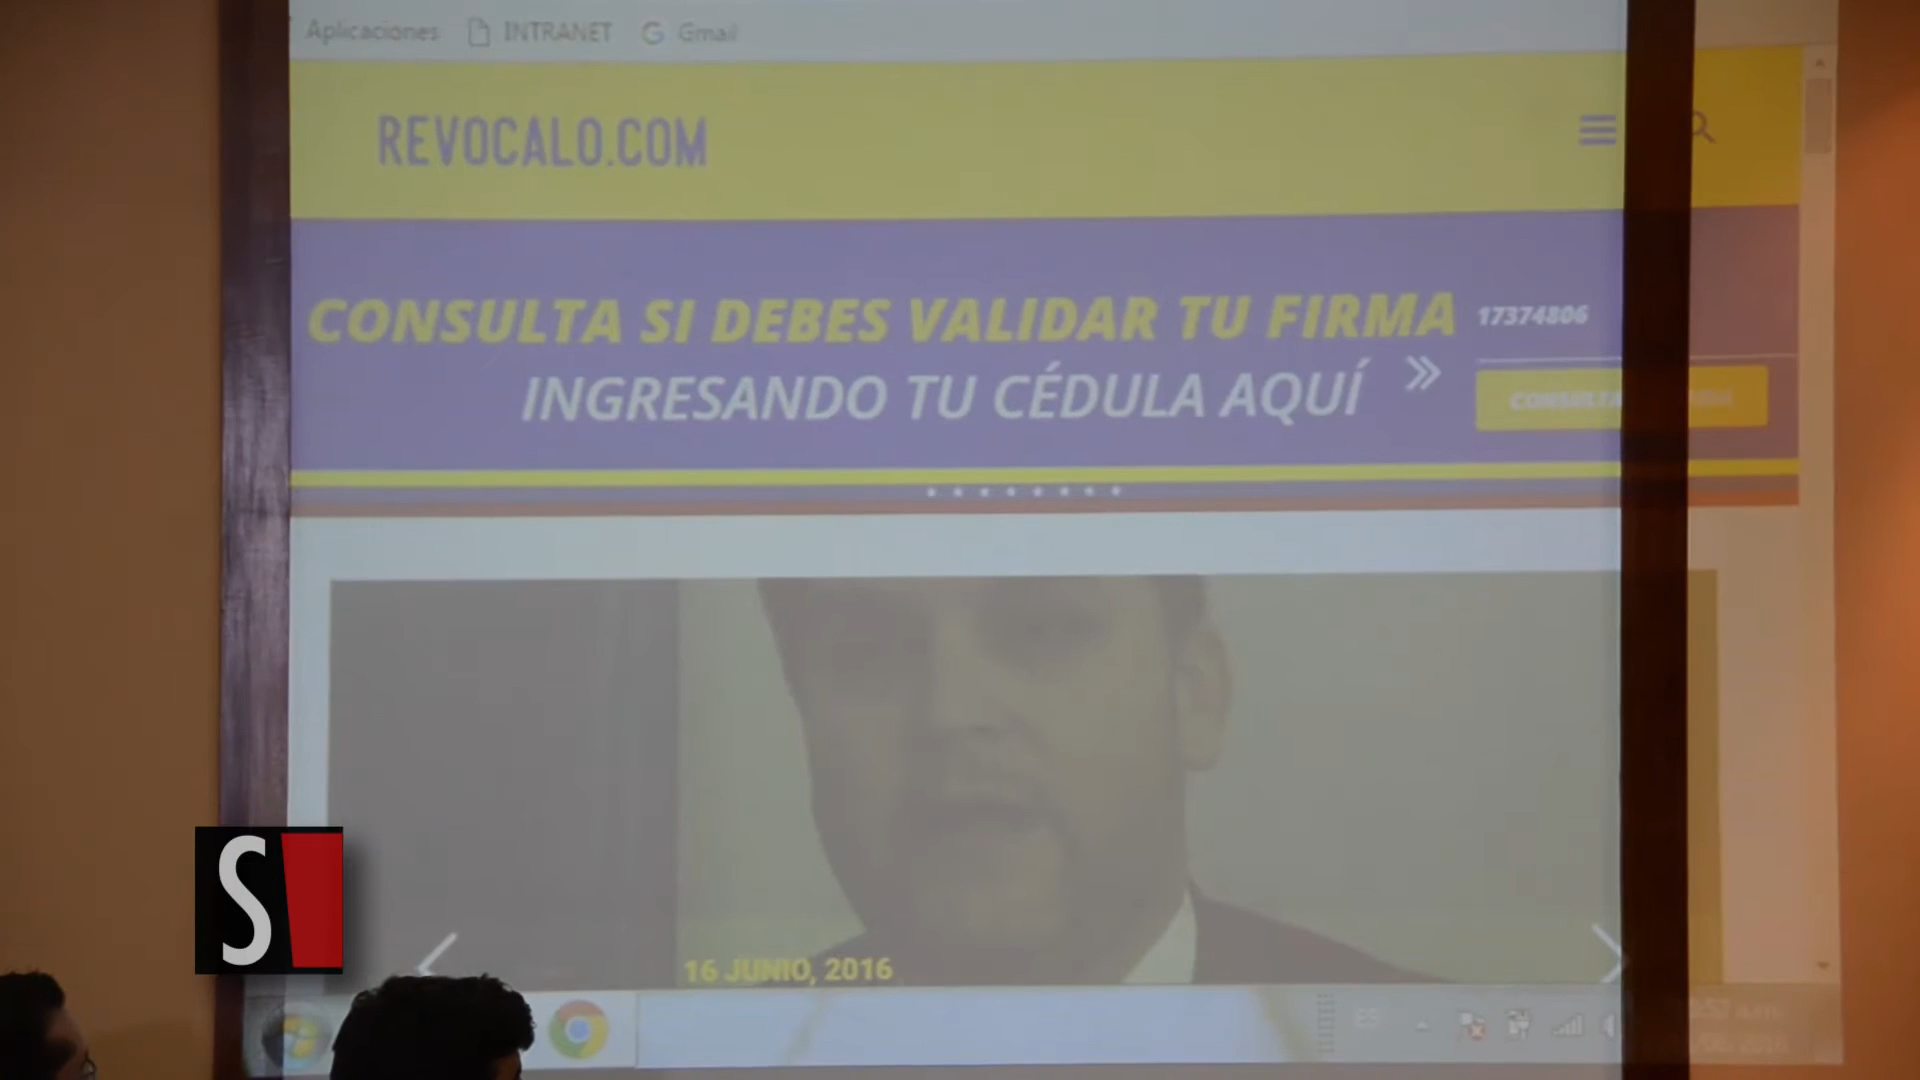 Aplicaciones INTRANET Gmail
REVOCALO.COM
CONSULTA SI DEBES VALIDAR TU FIRMA
17374806
INGRESANDO TU CÉDULA AQUÍ
16 JUNIO, 2016
ES
S